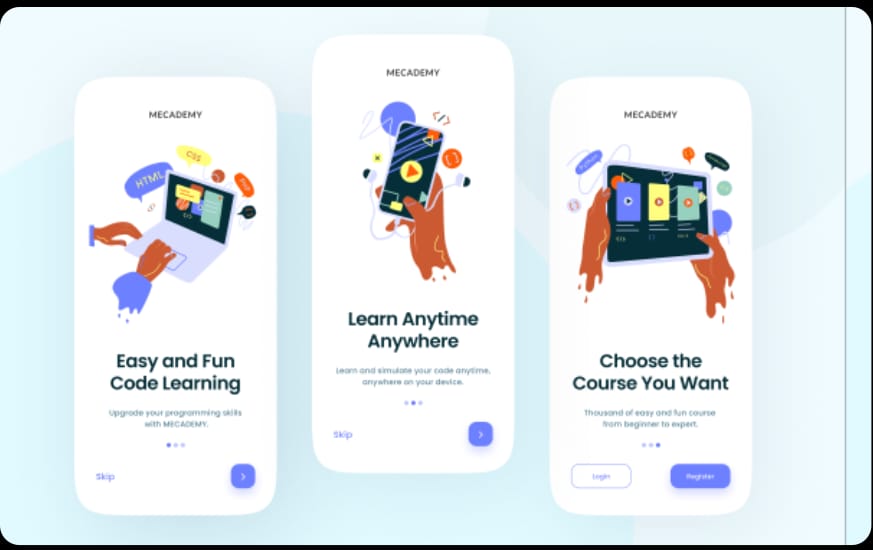 MECADEMY
HTML
CSS
PHP
Easy and Fun
Code Learning
Upgrade your programming skills
with MECADEMY.
Skip
MECADEMY
</>
Learn Anytime
Anywhere
Learn and simulate your code anytime,
anywhere on your device.
Skip
MECADEMY
Python
Choose the
Course You Want
Thousand of easy and fun course
from beginner to expert.
Login
Register